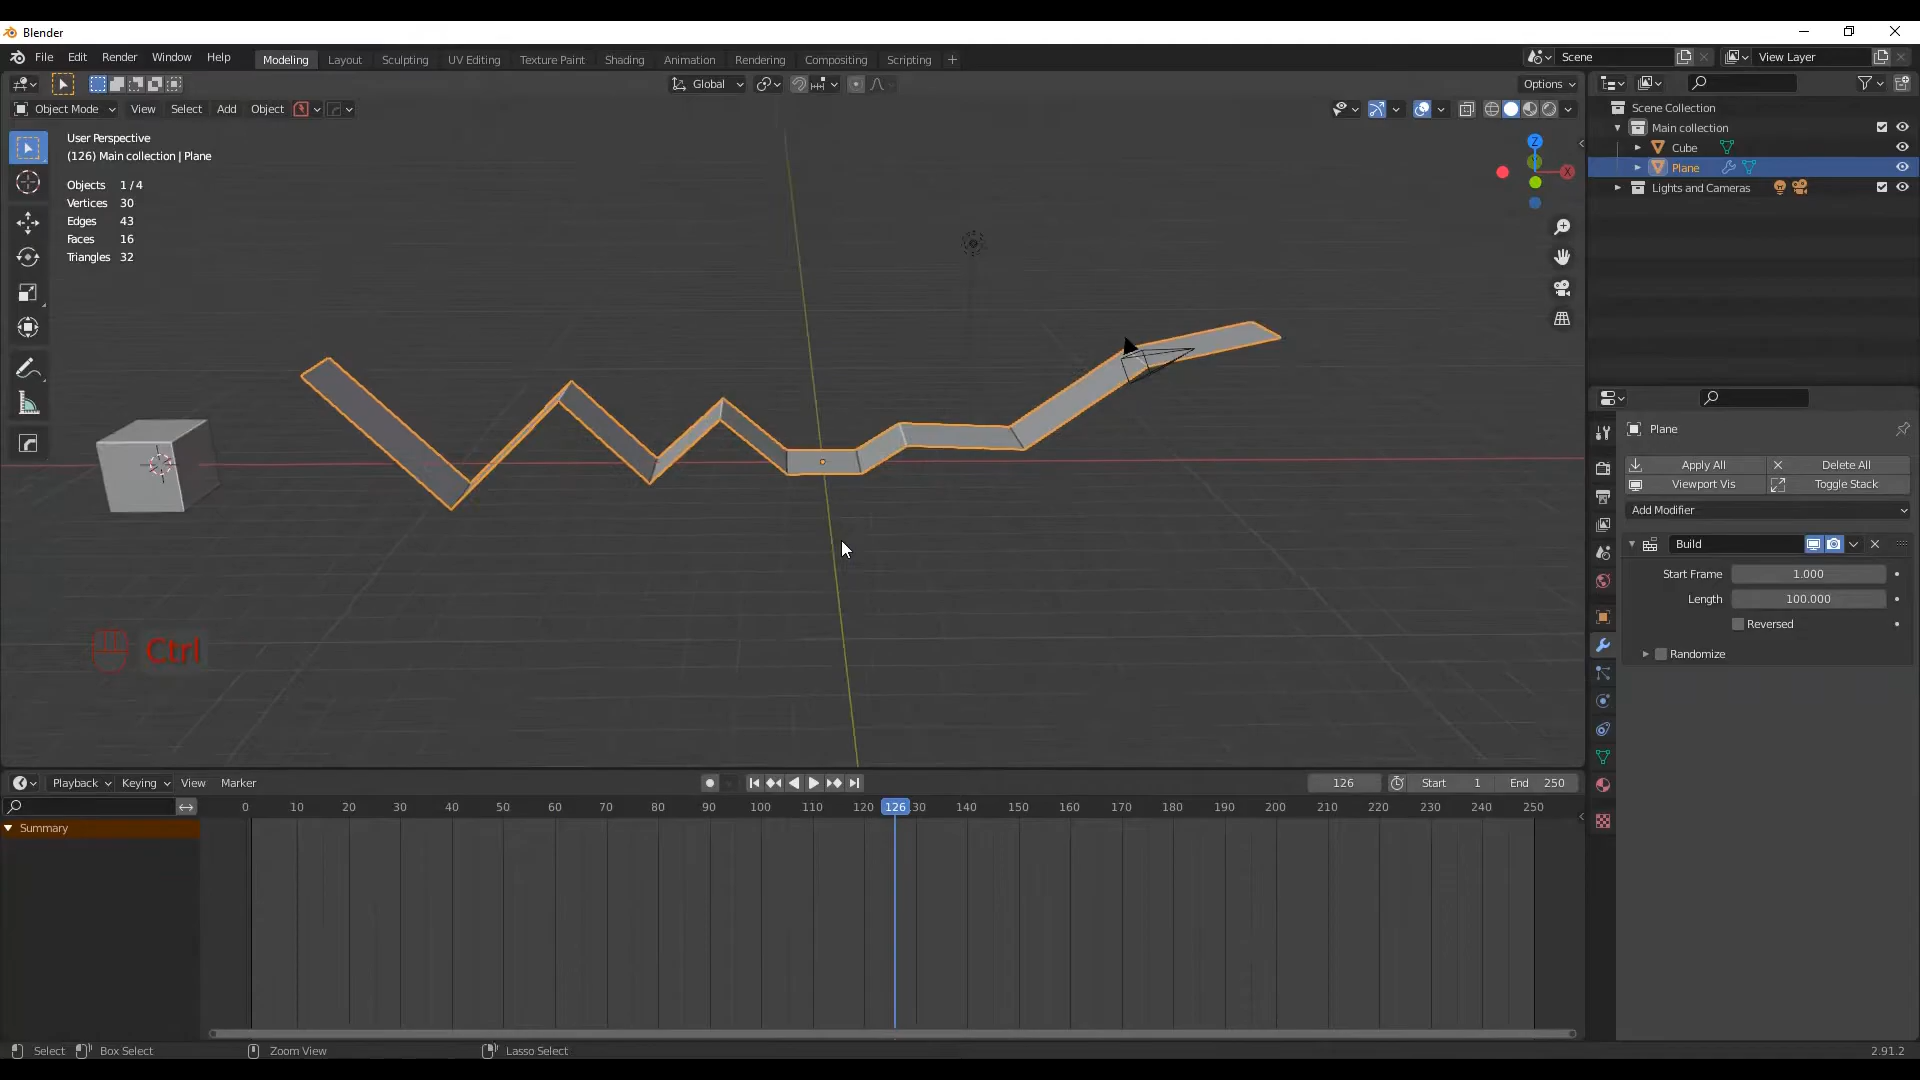 Blender
File Edit Render Window Help Modeling Layout Sculpting UV Editing Texture Paint Shading Animation Rendering Compositing Scripting + Scene View Layer
Global Options
Object Mode View Select Add Object
User Perspective
(126) Main collection | Plane
Objects 1 / 4
Vertices 30
Edges 43
Faces 16
Triangles 32
Z
X
Scene Collection
Main collection
Cube
Plane
Lights and Cameras
Plane
Apply All Delete All
Viewport Vis Toggle Stack
Add Modifier
Build
Start Frame 1.000
Length 100.000
Reversed
Randomize
Ctrl
Playback Keying View Marker 126 Start 1 End 250
0 10 20 30 40 50 60 70 80 90 100 110 120 126 30 140 150 160 170 180 190 200 210 220 230 240 250
Summary
Select Box Select Zoom View Lasso Select 2.91.2